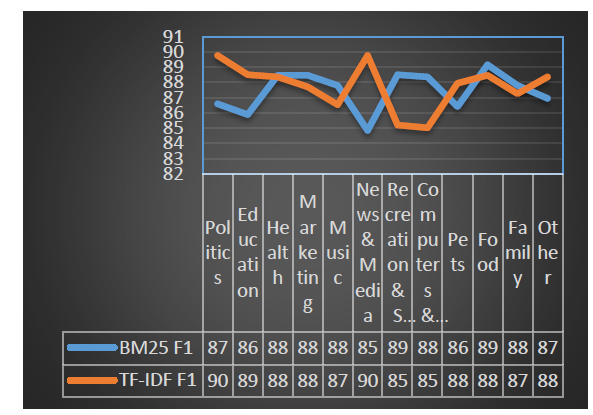 91
90
89
88
87
86
85
84
83
82
Politics
Education
Health
Marketing
Music
News & Media
Recreation & S...
Computers &...
Pets
Food
Family
Other
BM25 F1 87 86 88 88 88 85 89 88 86 89 88 87
TF-IDF F1 90 89 88 88 87 90 85 85 88 88 87 88